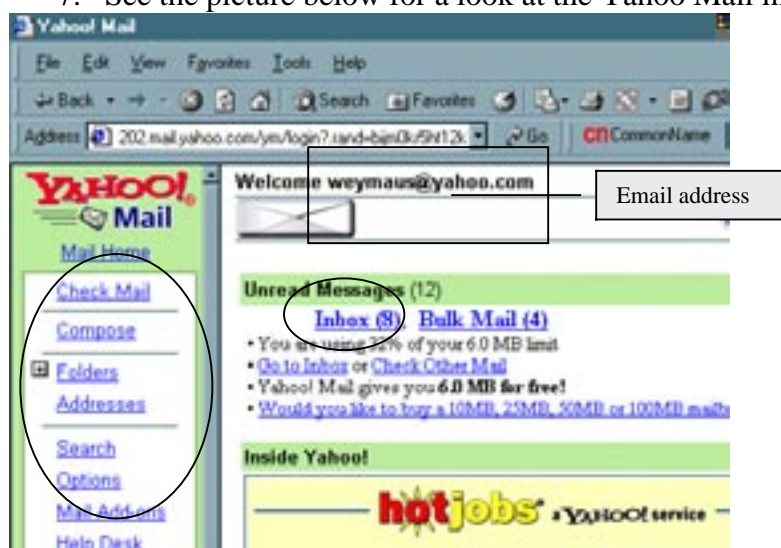 7. See the picture below for a look at the Yahoo Mail
Yahoo! Mail
File Edit View Favorites Tools Help
Back Search Favorites
Address 202.mail.yahoo.com/ym/login?.rand= Go CommonName
YAHOO! Mail
Mail Home
Check Mail
Compose
Folders
Addresses
Search
Options
Mail Add-ons
Help Desk
Welcome weymaus@yahoo.com
Email address
Unread Messages (12)
Inbox (8), Bulk Mail (4)
• You are using 32% of your 6.0 MB limit
• Go to Inbox or Check Other Mail
• Yahoo! Mail gives you 6.0 MB for free!
• Would you like to buy a 10MB, 25MB, 50MB or 100MB
Inside Yahoo!
hotjobs a YAHOO! service